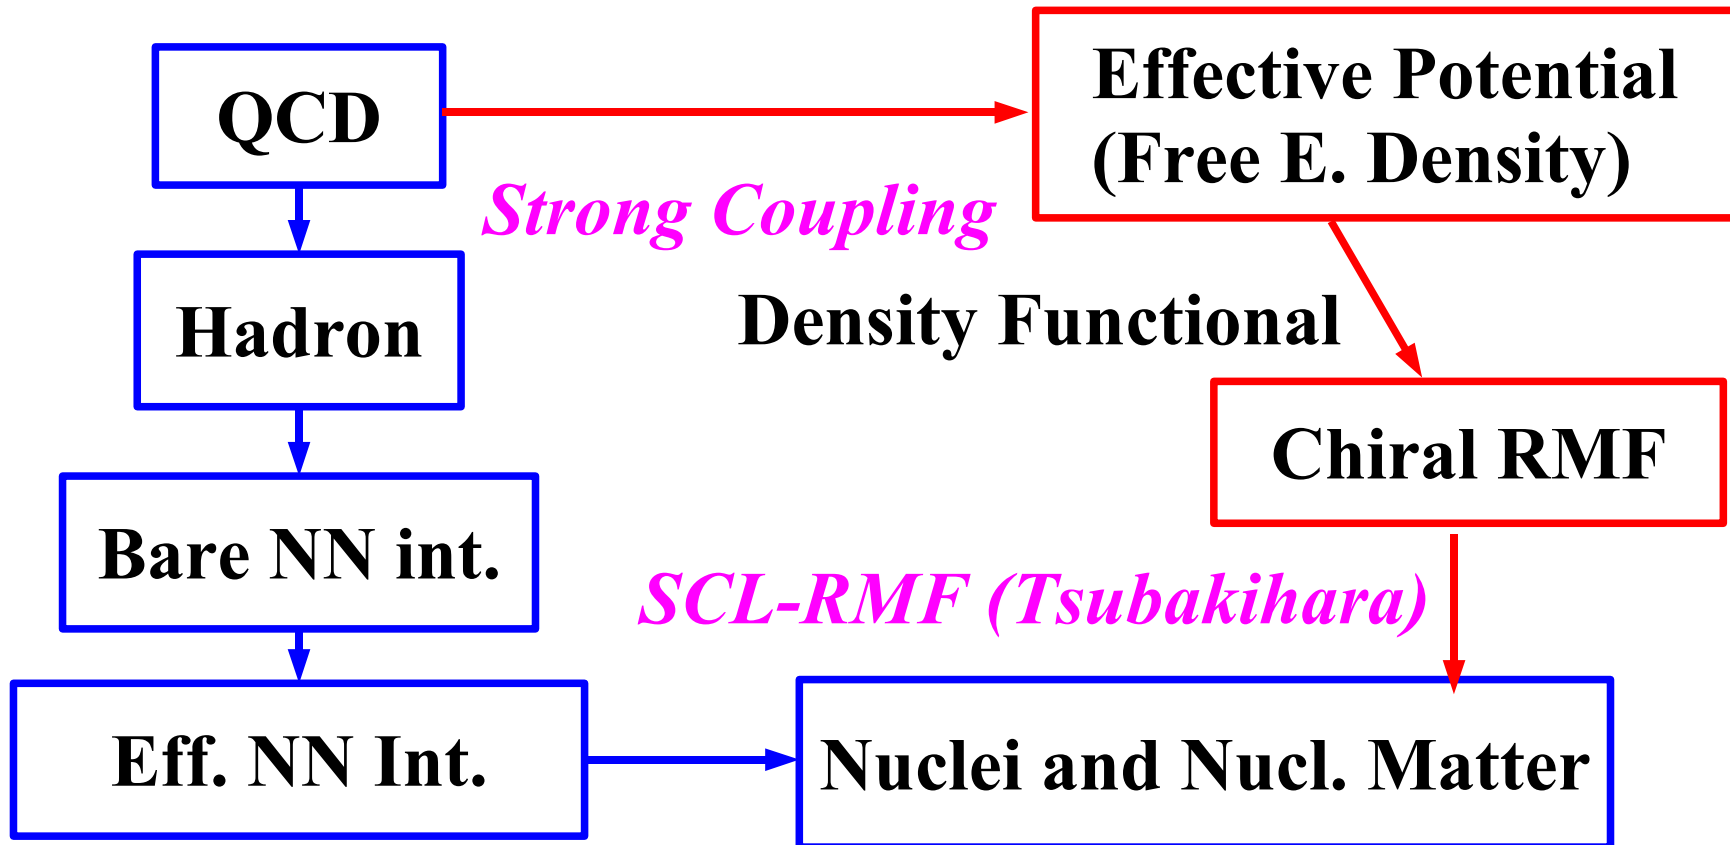 QCD
Effective Potential
(Free E. Density)
Strong Coupling
Hadron
Density Functional
Chiral RMF
Bare NN int.
SCL-RMF (Tsubakihara)
Eff. NN Int.
Nuclei and Nucl. Matter